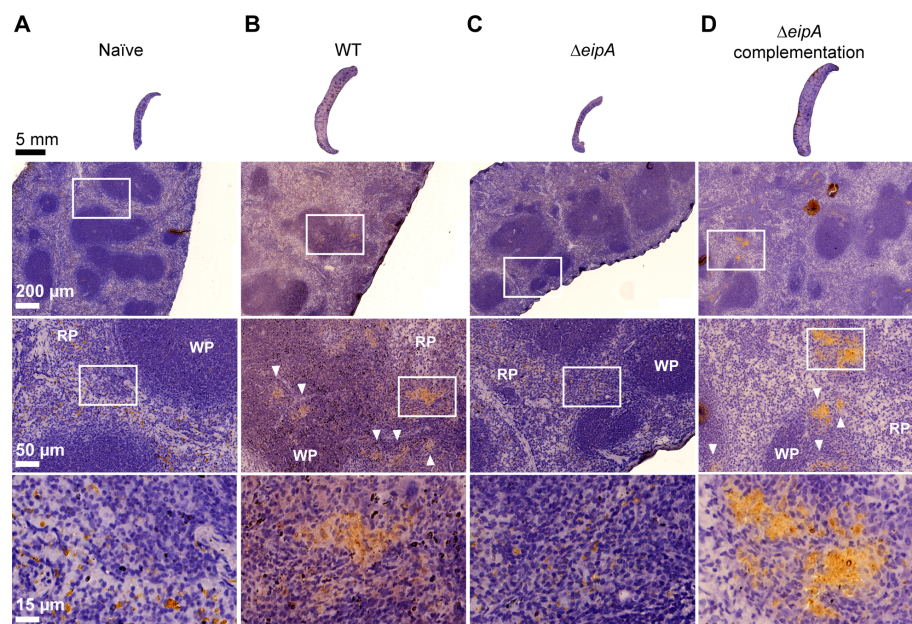 A
B
C
D
Naïve
WT
ΔeipA
ΔeipA
complementation
5 mm
200 µm
RP
WP
RP
WP
RP
WP
RP
WP
50 µm
15 µm